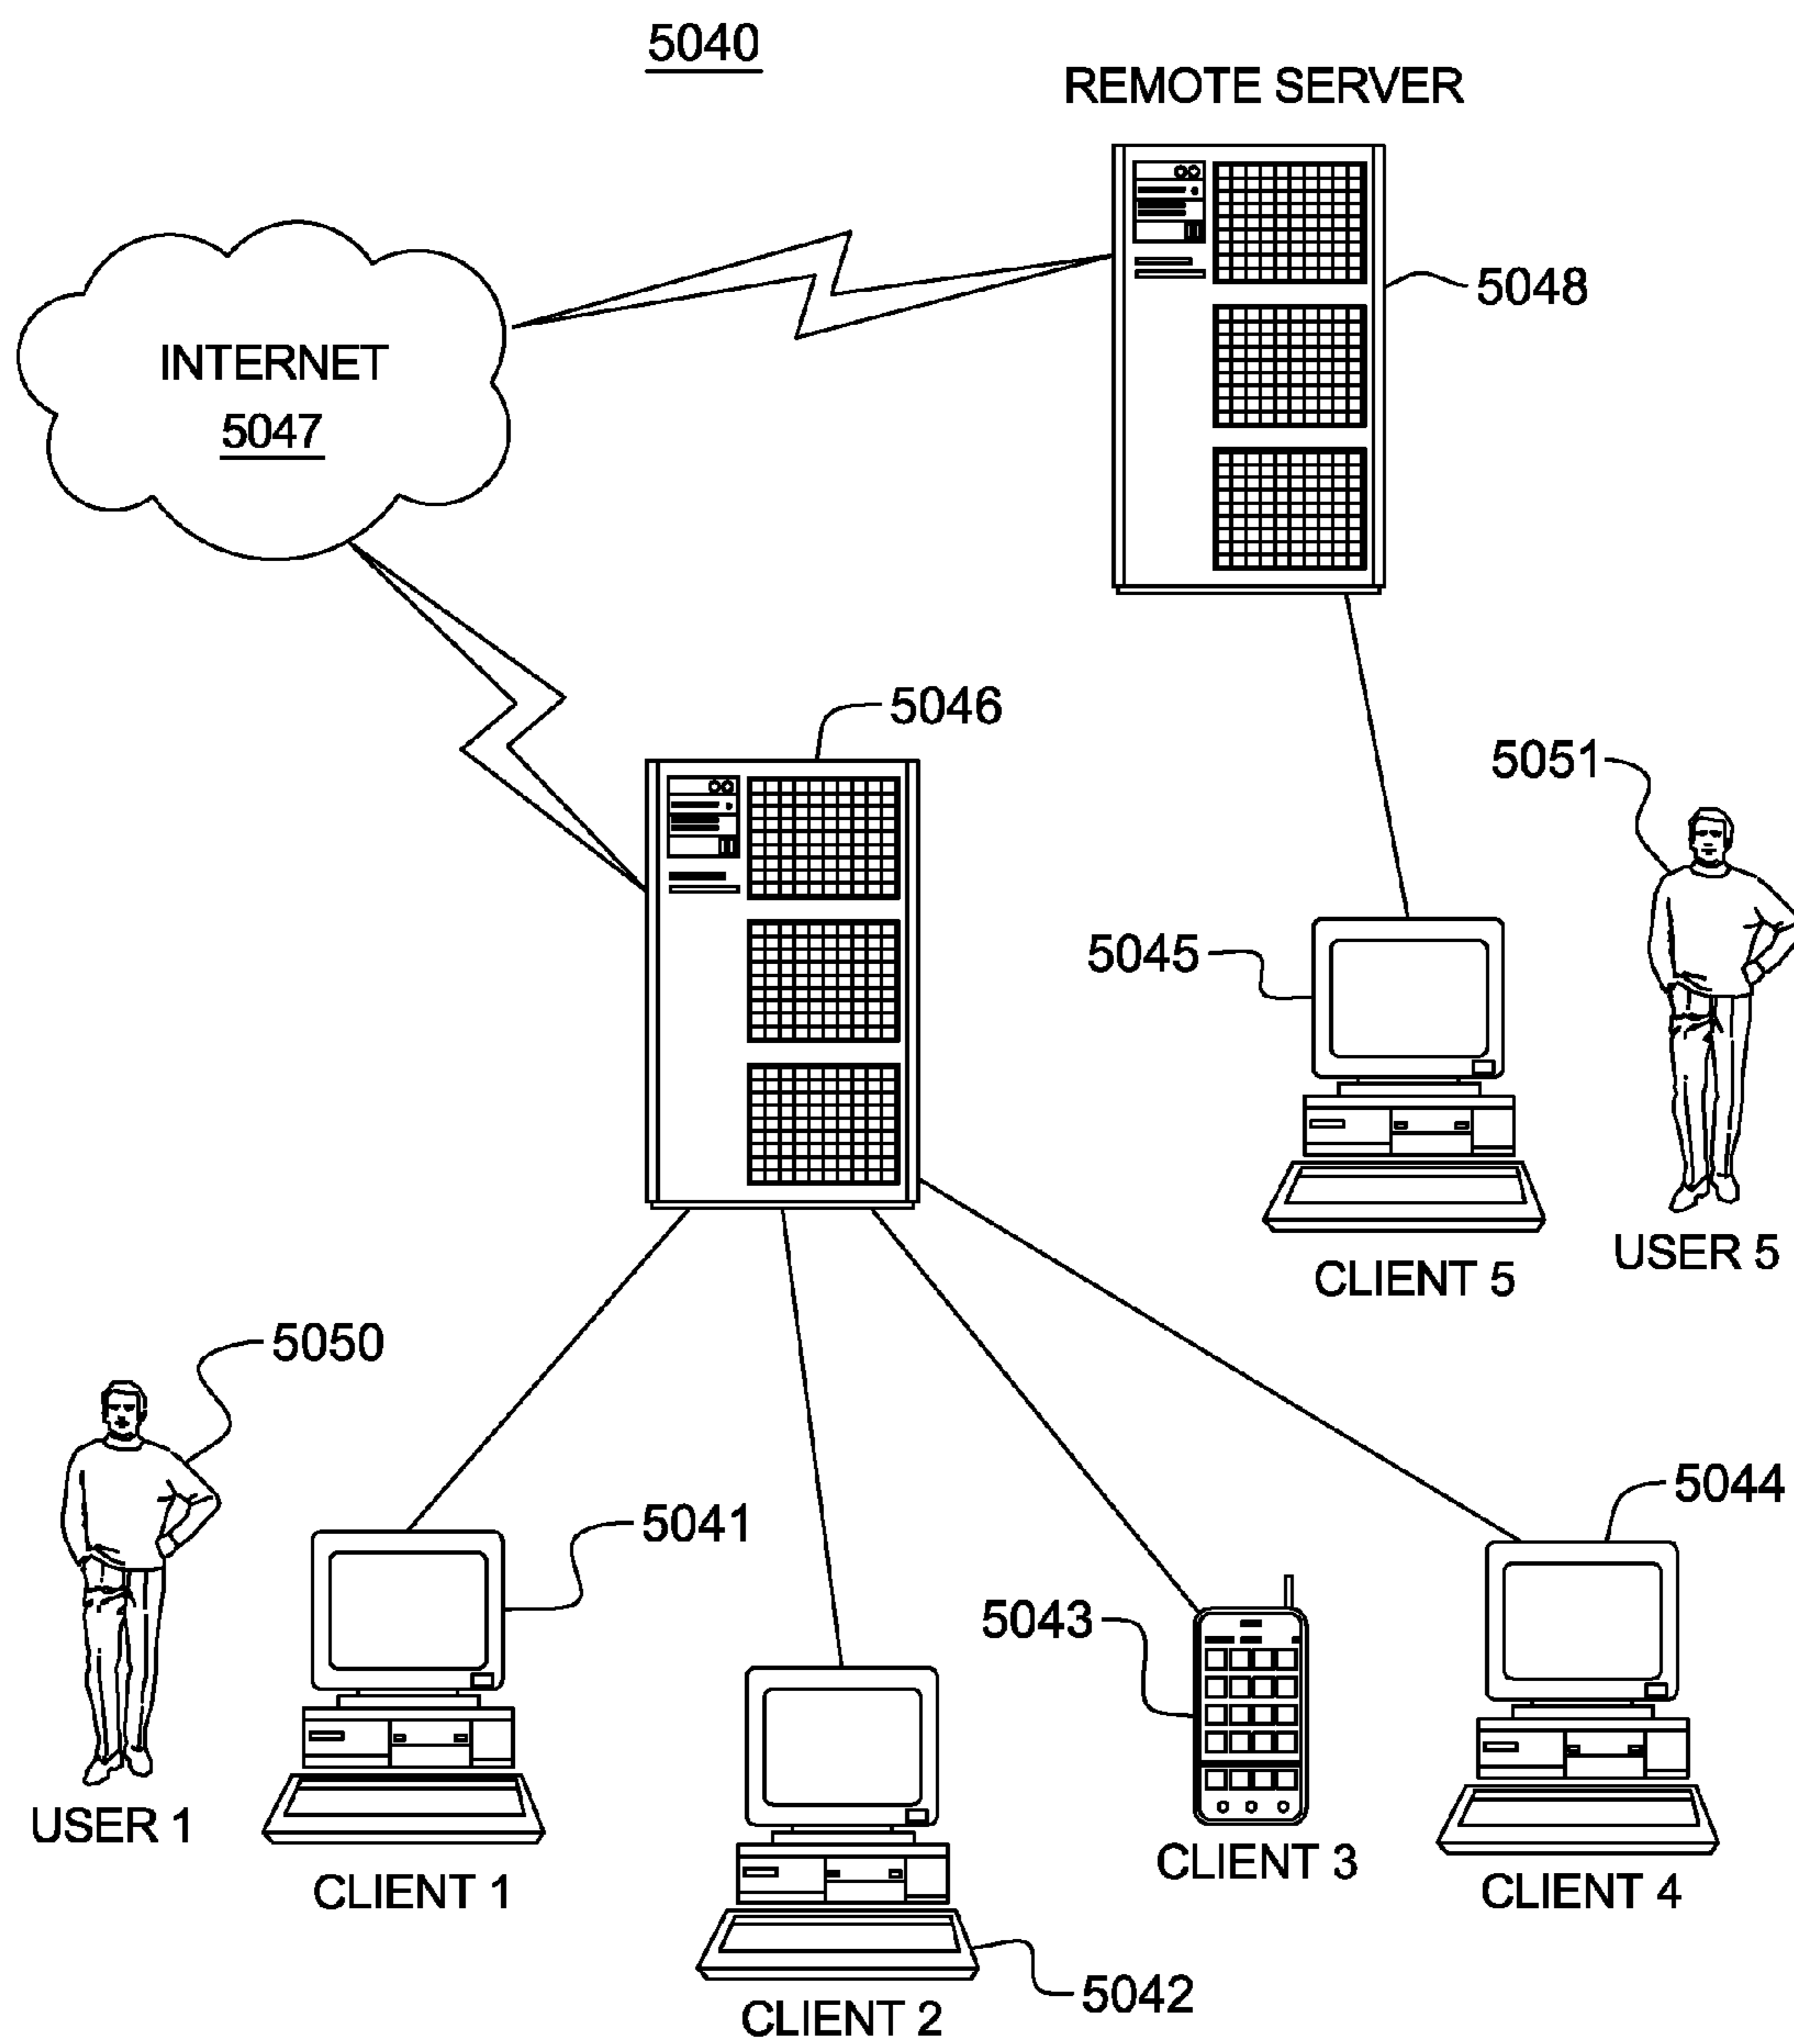 5040
REMOTE SERVER
5048
INTERNET
5047
5046
5051
5045
USER 5
CLIENT 5
5050
5044
5041
5043
USER 1
CLIENT 3
CLIENT 1
CLIENT 4
5042
CLIENT 2